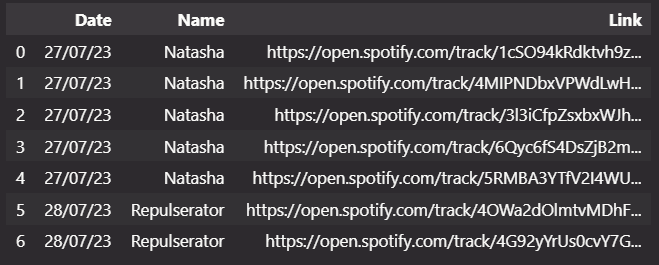 Date Name Link
0 27/07/23 Natasha https://open.spotify.com/track/1cSO94kRdktvh9z...
1 27/07/23 Natasha https://open.spotify.com/track/4MIPNDbxVPWdLwH...
2 27/07/23 Natasha https://open.spotify.com/track/3l3iCfpZsxbxWJh...
3 27/07/23 Natasha https://open.spotify.com/track/6Qyc6fS4DsZjB2m...
4 27/07/23 Natasha https://open.spotify.com/track/5RMBA3YTfV2I4WU...
5 28/07/23 Repulserator https://open.spotify.com/track/4OWa2dOlmtvMDhF...
6 28/07/23 Repulserator https://open.spotify.com/track/4G92yYrUs0cvY7G...